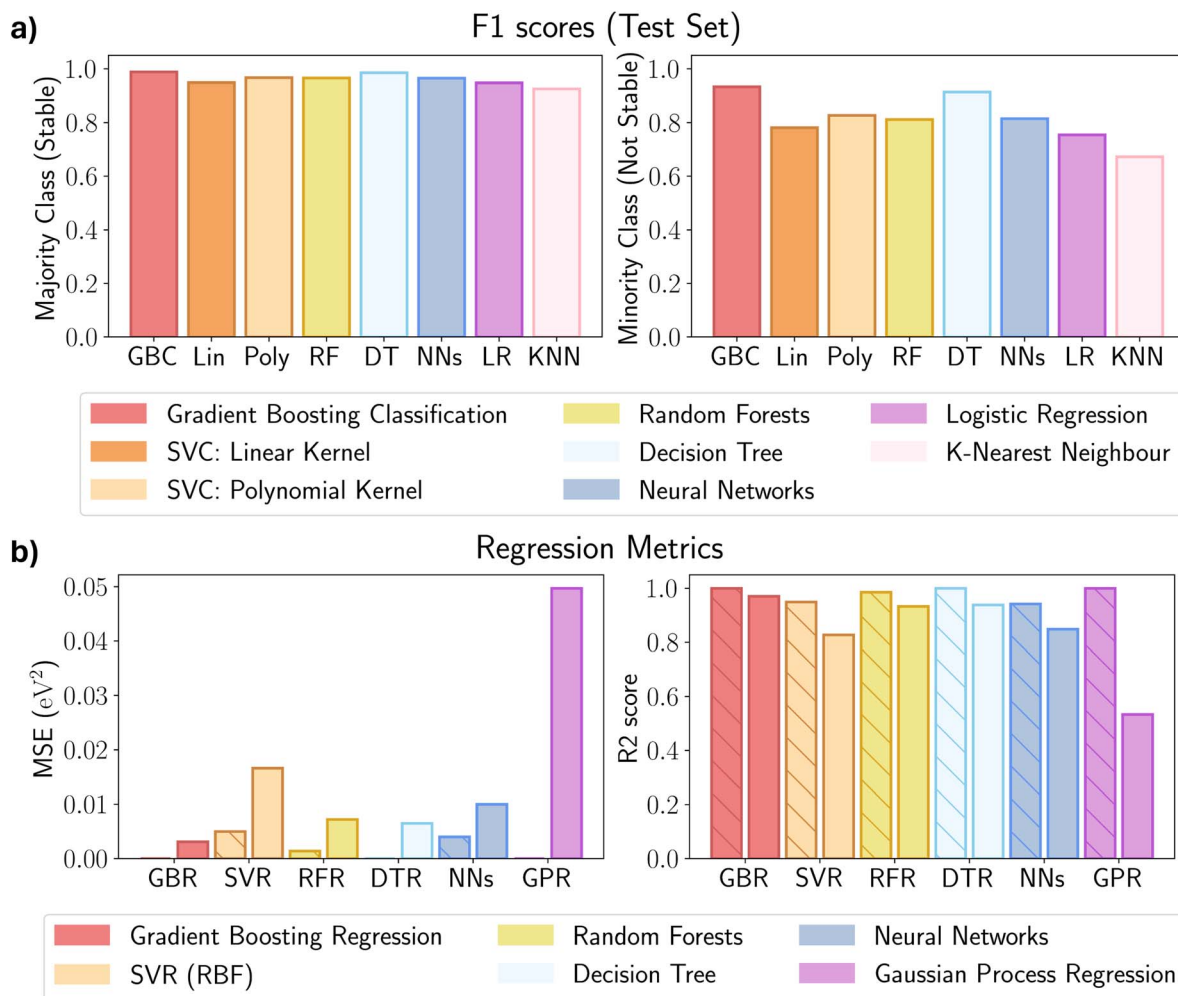 a)
F1 scores (Test Set)
Majority Class (Stable)
1.0
0.8
0.6
0.4
0.2
0.0
GBC Lin Poly RF DT NNs LR KNN
Minority Class (Not Stable)
1.0
0.8
0.6
0.4
0.2
0.0
GBC Lin Poly RF DT NNs LR KNN
Gradient Boosting Classification
SVC: Linear Kernel
SVC: Polynomial Kernel
Random Forests
Decision Tree
Neural Networks
Logistic Regression
K-Nearest Neighbour
b)
Regression Metrics
MSE (eV²)
0.05
0.04
0.03
0.02
0.01
0.00
GBR SVR RFR DTR NNs GPR
R2 score
1.0
0.8
0.6
0.4
0.2
0.0
GBR SVR RFR DTR NNs GPR
Gradient Boosting Regression
SVR (RBF)
Random Forests
Decision Tree
Neural Networks
Gaussian Process Regression